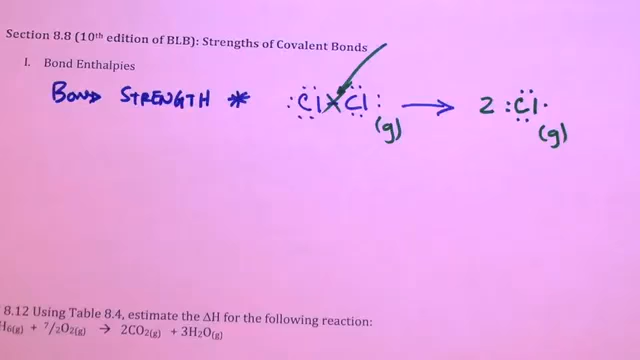 Section 8.8 (10th edition of BLB): Strengths of Covalent Bonds
I. Bond Enthalpies
BOND STRENGTH * :Cl Cl: (g) → 2 :Cl· (g)
8.12 Using Table 8.4, estimate the ΔH for the following reaction:
H6(g) + 7/2O2(g) → 2CO2(g) + 3H2O(g)